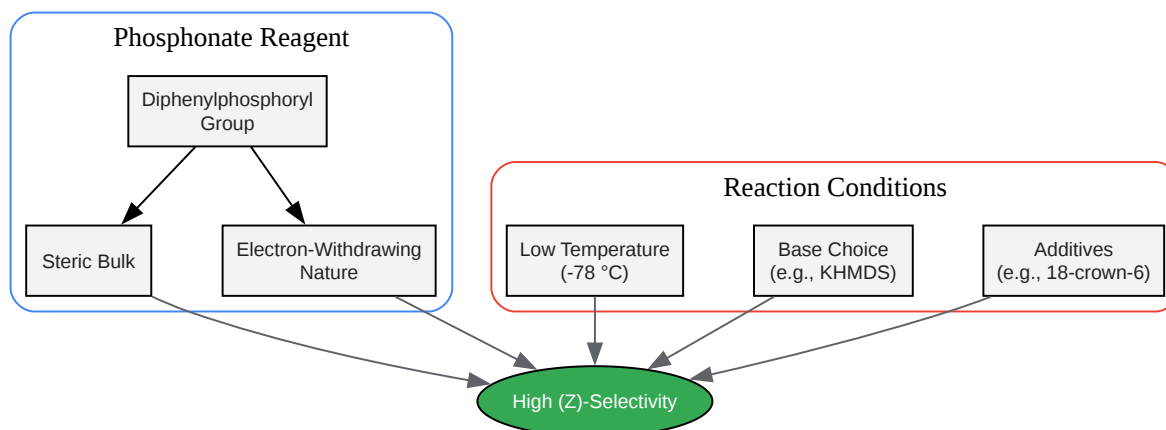 Phosphonate Reagent
Diphenylphosphoryl
Group
Steric Bulk
Electron-Withdrawing
Nature
Reaction Conditions
Low Temperature
(-78 °C)
Base Choice
(e.g., KHMDS)
Additives
(e.g., 18-crown-6)
High (Z)-Selectivity